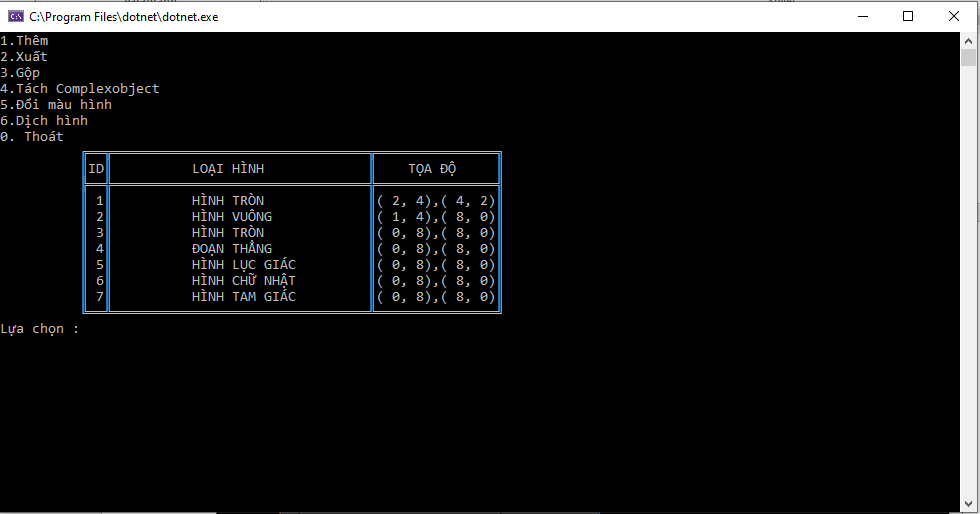 C:\Program Files\dotnet\dotnet.exe
1.Thêm
2.Xuất
3.Gộp
4.Tách Complexobject
5.Đổi màu hình
6.Dịch hình
0. Thoát
ID LOẠI HÌNH TỌA ĐỘ
1 HÌNH TRÒN ( 2, 4),( 4, 2)
2 HÌNH VUÔNG ( 1, 4),( 8, 0)
3 HÌNH TRÒN ( 0, 8),( 8, 0)
4 ĐOẠN THẲNG ( 0, 8),( 8, 0)
5 HÌNH LỤC GIÁC ( 0, 8),( 8, 0)
6 HÌNH CHỮ NHẬT ( 0, 8),( 8, 0)
7 HÌNH TAM GIÁC ( 0, 8),( 8, 0)
Lựa chọn :